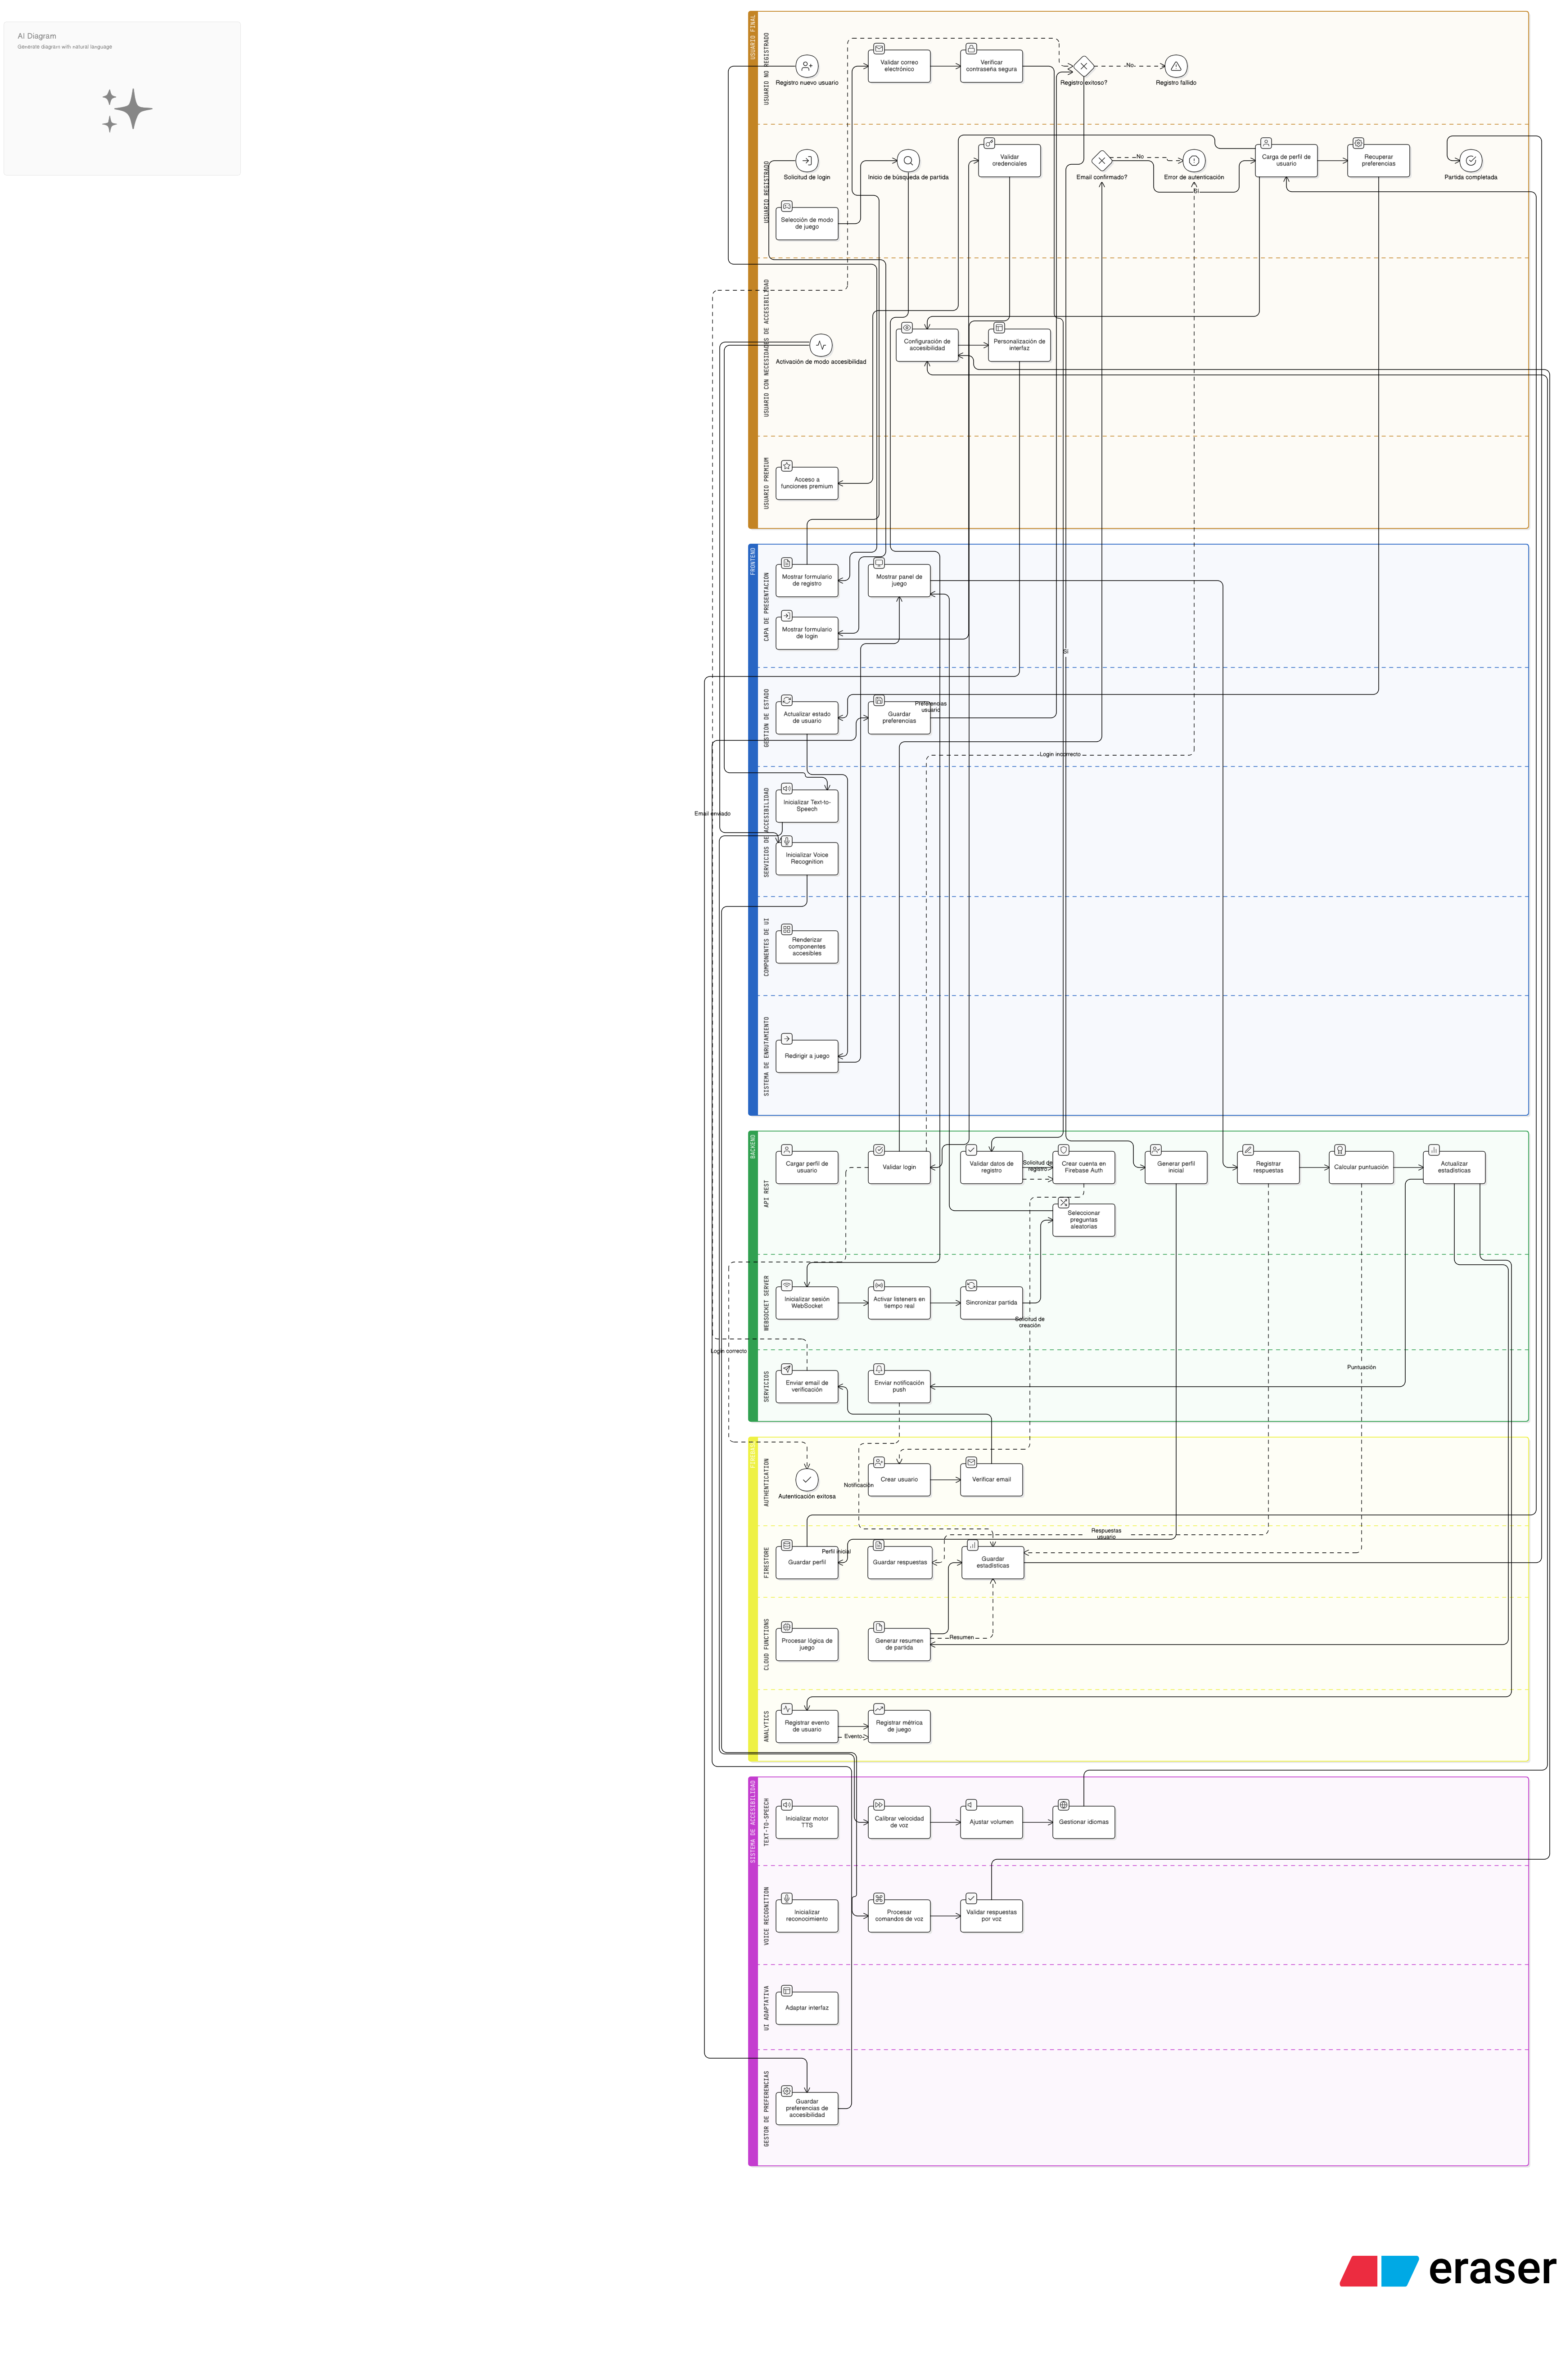 AI Diagram
Generate diagram with natural language
USUARIO FINAL
USUARIO NO REGISTRADO
Registro nuevo usuario
Validar correo
electrónico
Verificar
contraseña segura
Registro exitoso?
No
Registro fallido
USUARIO REGISTRADO
Solicitud de login
Inicio de búsqueda de partida
Validar
credenciales
Email confirmado?
No
Error de autenticación
Sí
Carga de perfil de
usuario
Recuperar
preferencias
Partida completada
Selección de modo
de juego
USUARIO CON NECESIDADES DE ACCESIBILIDAD
Activación de modo accesibilidad
Configuración de
accesibilidad
Personalización de
interfaz
USUARIO PREMIUM
Acceso a
funciones premium
FRONTEND
CAPA DE PRESENTACIÓN
Mostrar formulario
de registro
Mostrar panel de
juego
Mostrar formulario
de login
Sí
GESTIÓN DE ESTADO
Actualizar estado
de usuario
Guardar
preferencias
Preferencias
usuario
Login incorrecto
SERVICIOS DE ACCESIBILIDAD
Inicializar Text-to-
Speech
Email enviado
Inicializar Voice
Recognition
COMPONENTES DE UI
Renderizar
componentes
accesibles
SISTEMA DE ENRUTAMIENTO
Redirigir a juego
BACKEND
API REST
Cargar perfil de
usuario
Validar login
Validar datos de
registro
Solicitud de
registro
Crear cuenta en
Firebase Auth
Generar perfil
inicial
Registrar
respuestas
Calcular puntuación
Actualizar
estadísticas
Seleccionar
preguntas
aleatorias
WEBSOCKET SERVER
Inicializar sesión
WebSocket
Activar listeners en
tiempo real
Sincronizar partida
Solicitud de
creación
Login correcto
Puntuación
SERVICIOS
Enviar email de
verificación
Enviar notificación
push
AUTHENTICATION
Autenticación exitosa
Notificación
Crear usuario
Verificar email
FIRESTORE
Respuestas
usuario
Guardar perfil
Perfil inicial
Guardar respuestas
Guardar
estadísticas
CLOUD FUNCTIONS
Procesar lógica de
juego
Generar resumen
de partida
Resumen
ANALYTICS
Registrar evento
de usuario
Evento
Registrar métrica
de juego
SISTEMA DE ACCESIBILIDAD
TEXT-TO-SPEECH
Inicializar motor
TTS
Calibrar velocidad
de voz
Ajustar volumen
Gestionar idiomas
VOICE RECOGNITION
Inicializar
reconocimiento
Procesar
comandos de voz
Validar respuestas
por voz
UI ADAPTATIVA
Adaptar interfaz
GESTOR DE PREFERENCIAS
Guardar
preferencias de
accesibilidad
eraser